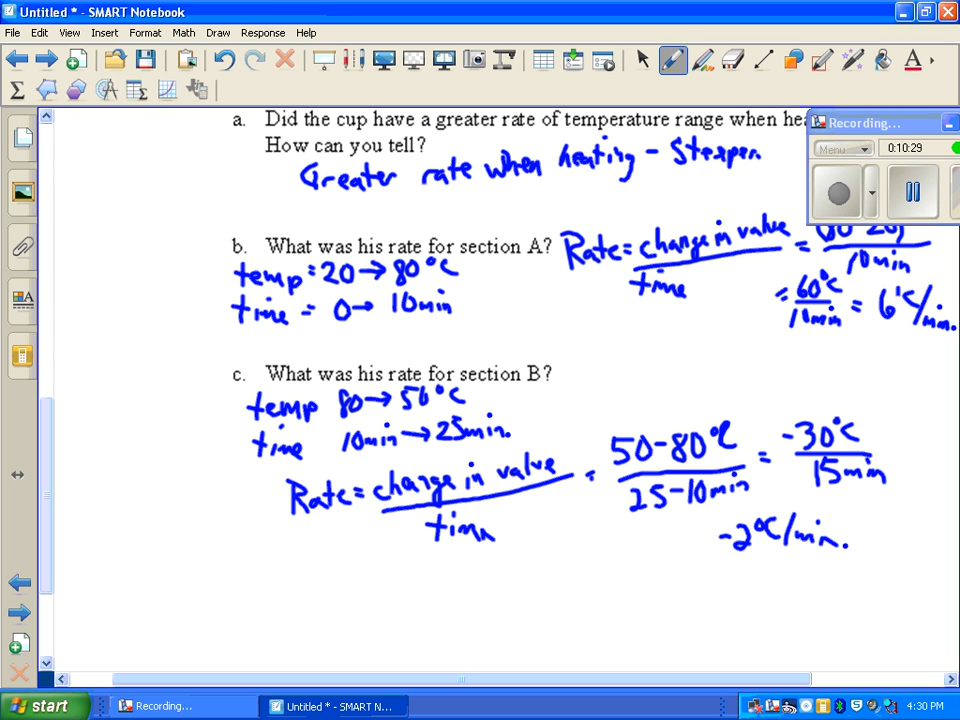 Untitled * - SMART Notebook
File Edit View Insert Format Math Draw Response Help
Recording...
Menu
0:10:29
a. Did the cup have a greater rate of temperature range when hea
How can you tell?
Greater rate when heating - Steeper
b. What was his rate for section A?
temp = 20 → 80°C
time = 0 → 10min
Rate = change in value / time =
10min
= 60°C / 10min = 6°C/min.
c. What was his rate for section B?
temp 80 → 50°C
time 10min → 25min.
Rate = change in value / time = 50-80°C / 25-10min = -30°C / 15min
-2°C/min.
start
Recording...
Untitled * - SMART N...
4:30 PM